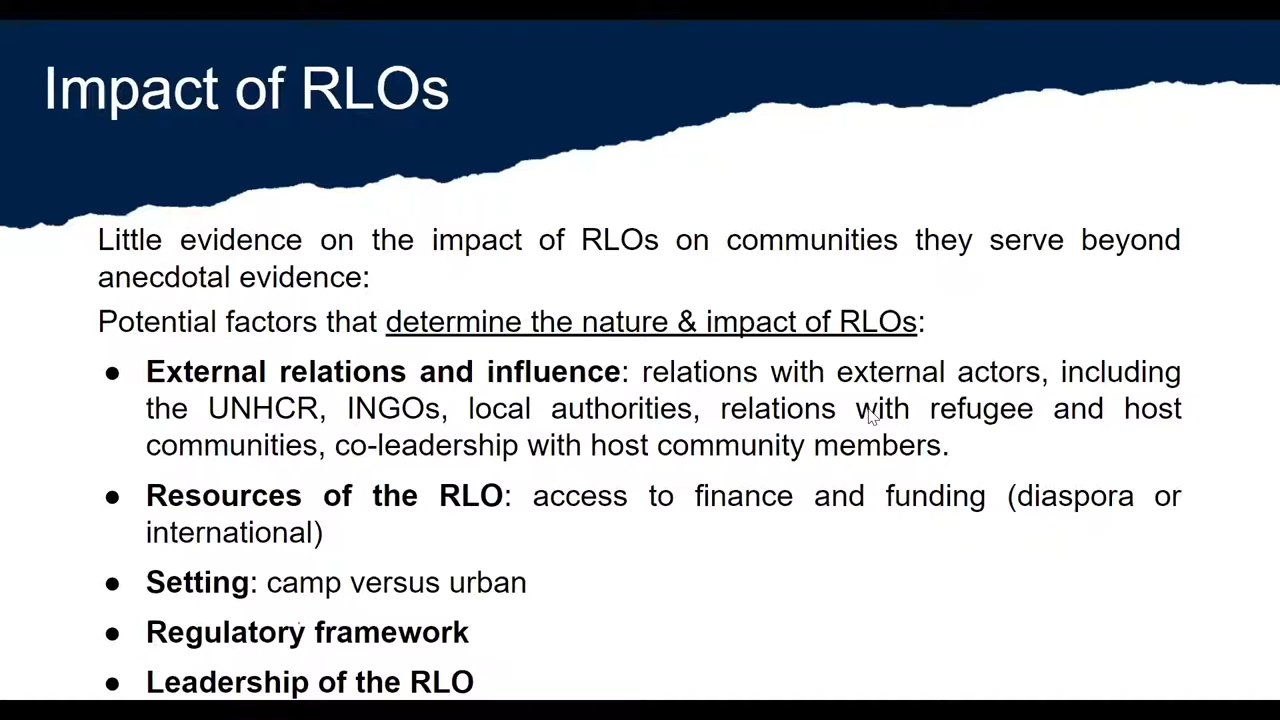 Impact of RLOs
Little evidence on the impact of RLOs on communities they serve beyond
anecdotal evidence:
Potential factors that determine the nature & impact of RLOs:
● External relations and influence: relations with external actors, including
the UNHCR, INGOs, local authorities, relations with refugee and host
communities, co-leadership with host community members.
● Resources of the RLO: access to finance and funding (diaspora or
international)
● Setting: camp versus urban
● Regulatory framework
● Leadership of the RLO